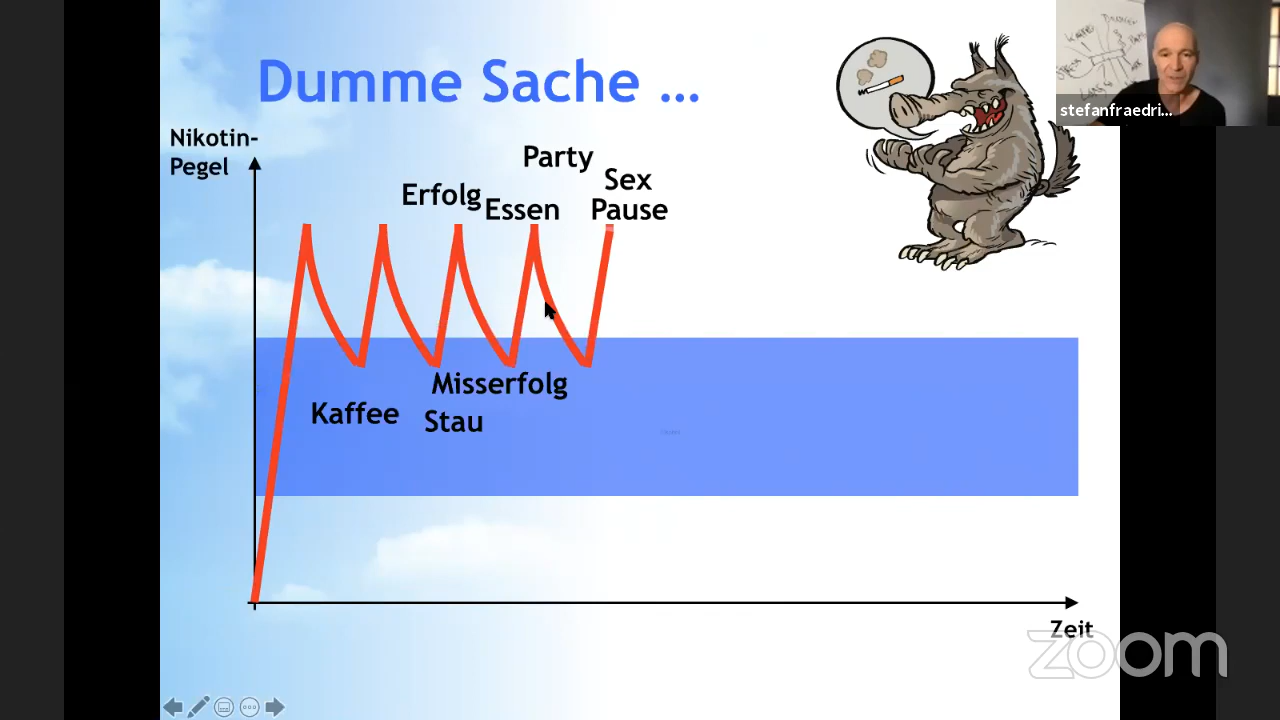 Dumme Sache ...
stefanfraedri...
Nikotin-
Pegel
Party
Sex
Erfolg
Essen
Pause
Misserfolg
Kaffee
Stau
Zeit
zoom